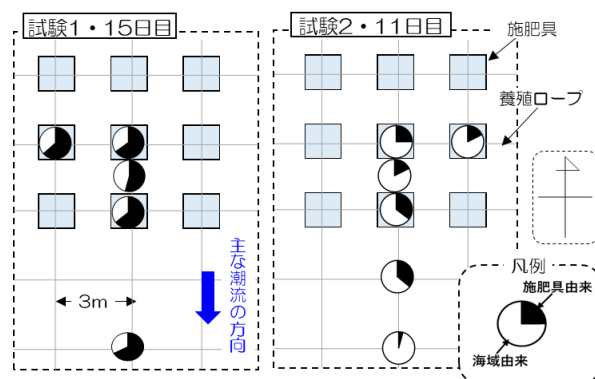 試験1・15日目
試験2・11日目
施肥具
養殖ロープ
主な潮流の方向
3m
凡例
施肥具由来
海域由来